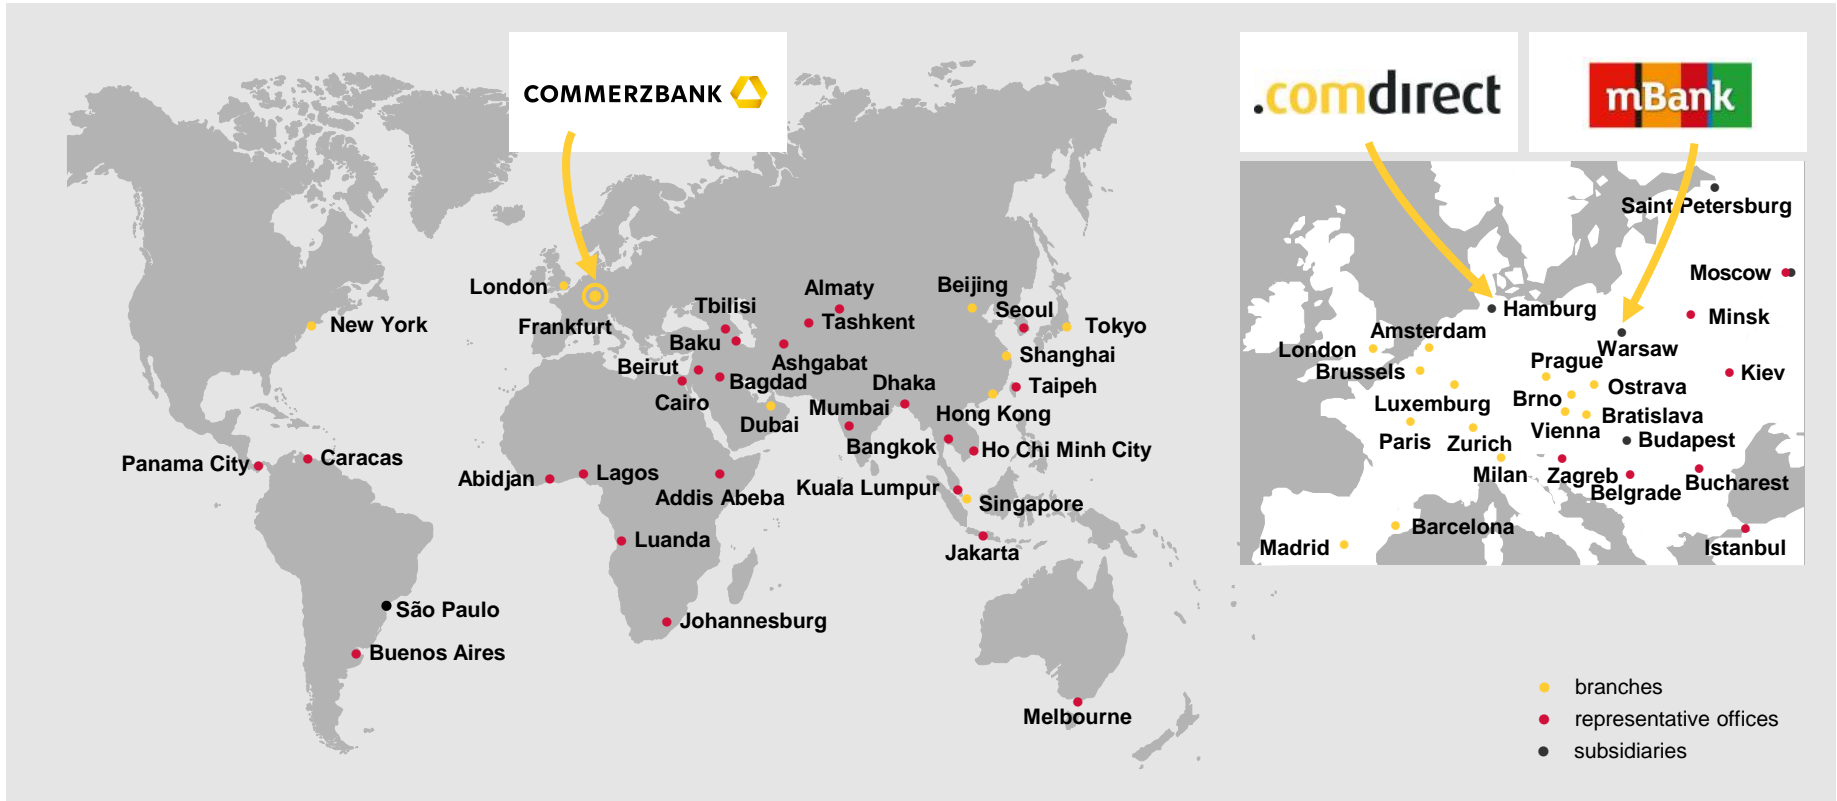 COMMERZBANK
.comdirect
mBank
London
Frankfurt
New York
Tbilisi
Almaty
Beijing
Seoul
Tashkent
Tokyo
Baku
Ashgabat
Shanghai
Beirut
Bagdad
Dhaka
Taipeh
Cairo
Dubai
Mumbai
Hong Kong
Bangkok
Ho Chi Minh City
Panama City
Caracas
Abidjan
Lagos
Addis Abeba
Kuala Lumpur
Singapore
Luanda
Jakarta
São Paulo
Johannesburg
Buenos Aires
Melbourne
Saint Petersburg
Moscow
Hamburg
Minsk
Amsterdam
London
Warsaw
Prague
Brussels
Kiev
Ostrava
Luxemburg
Brno
Bratislava
Paris
Zurich
Vienna
Budapest
Milan
Zagreb
Bucharest
Belgrade
Barcelona
Madrid
Istanbul
branches
representative offices
subsidiaries